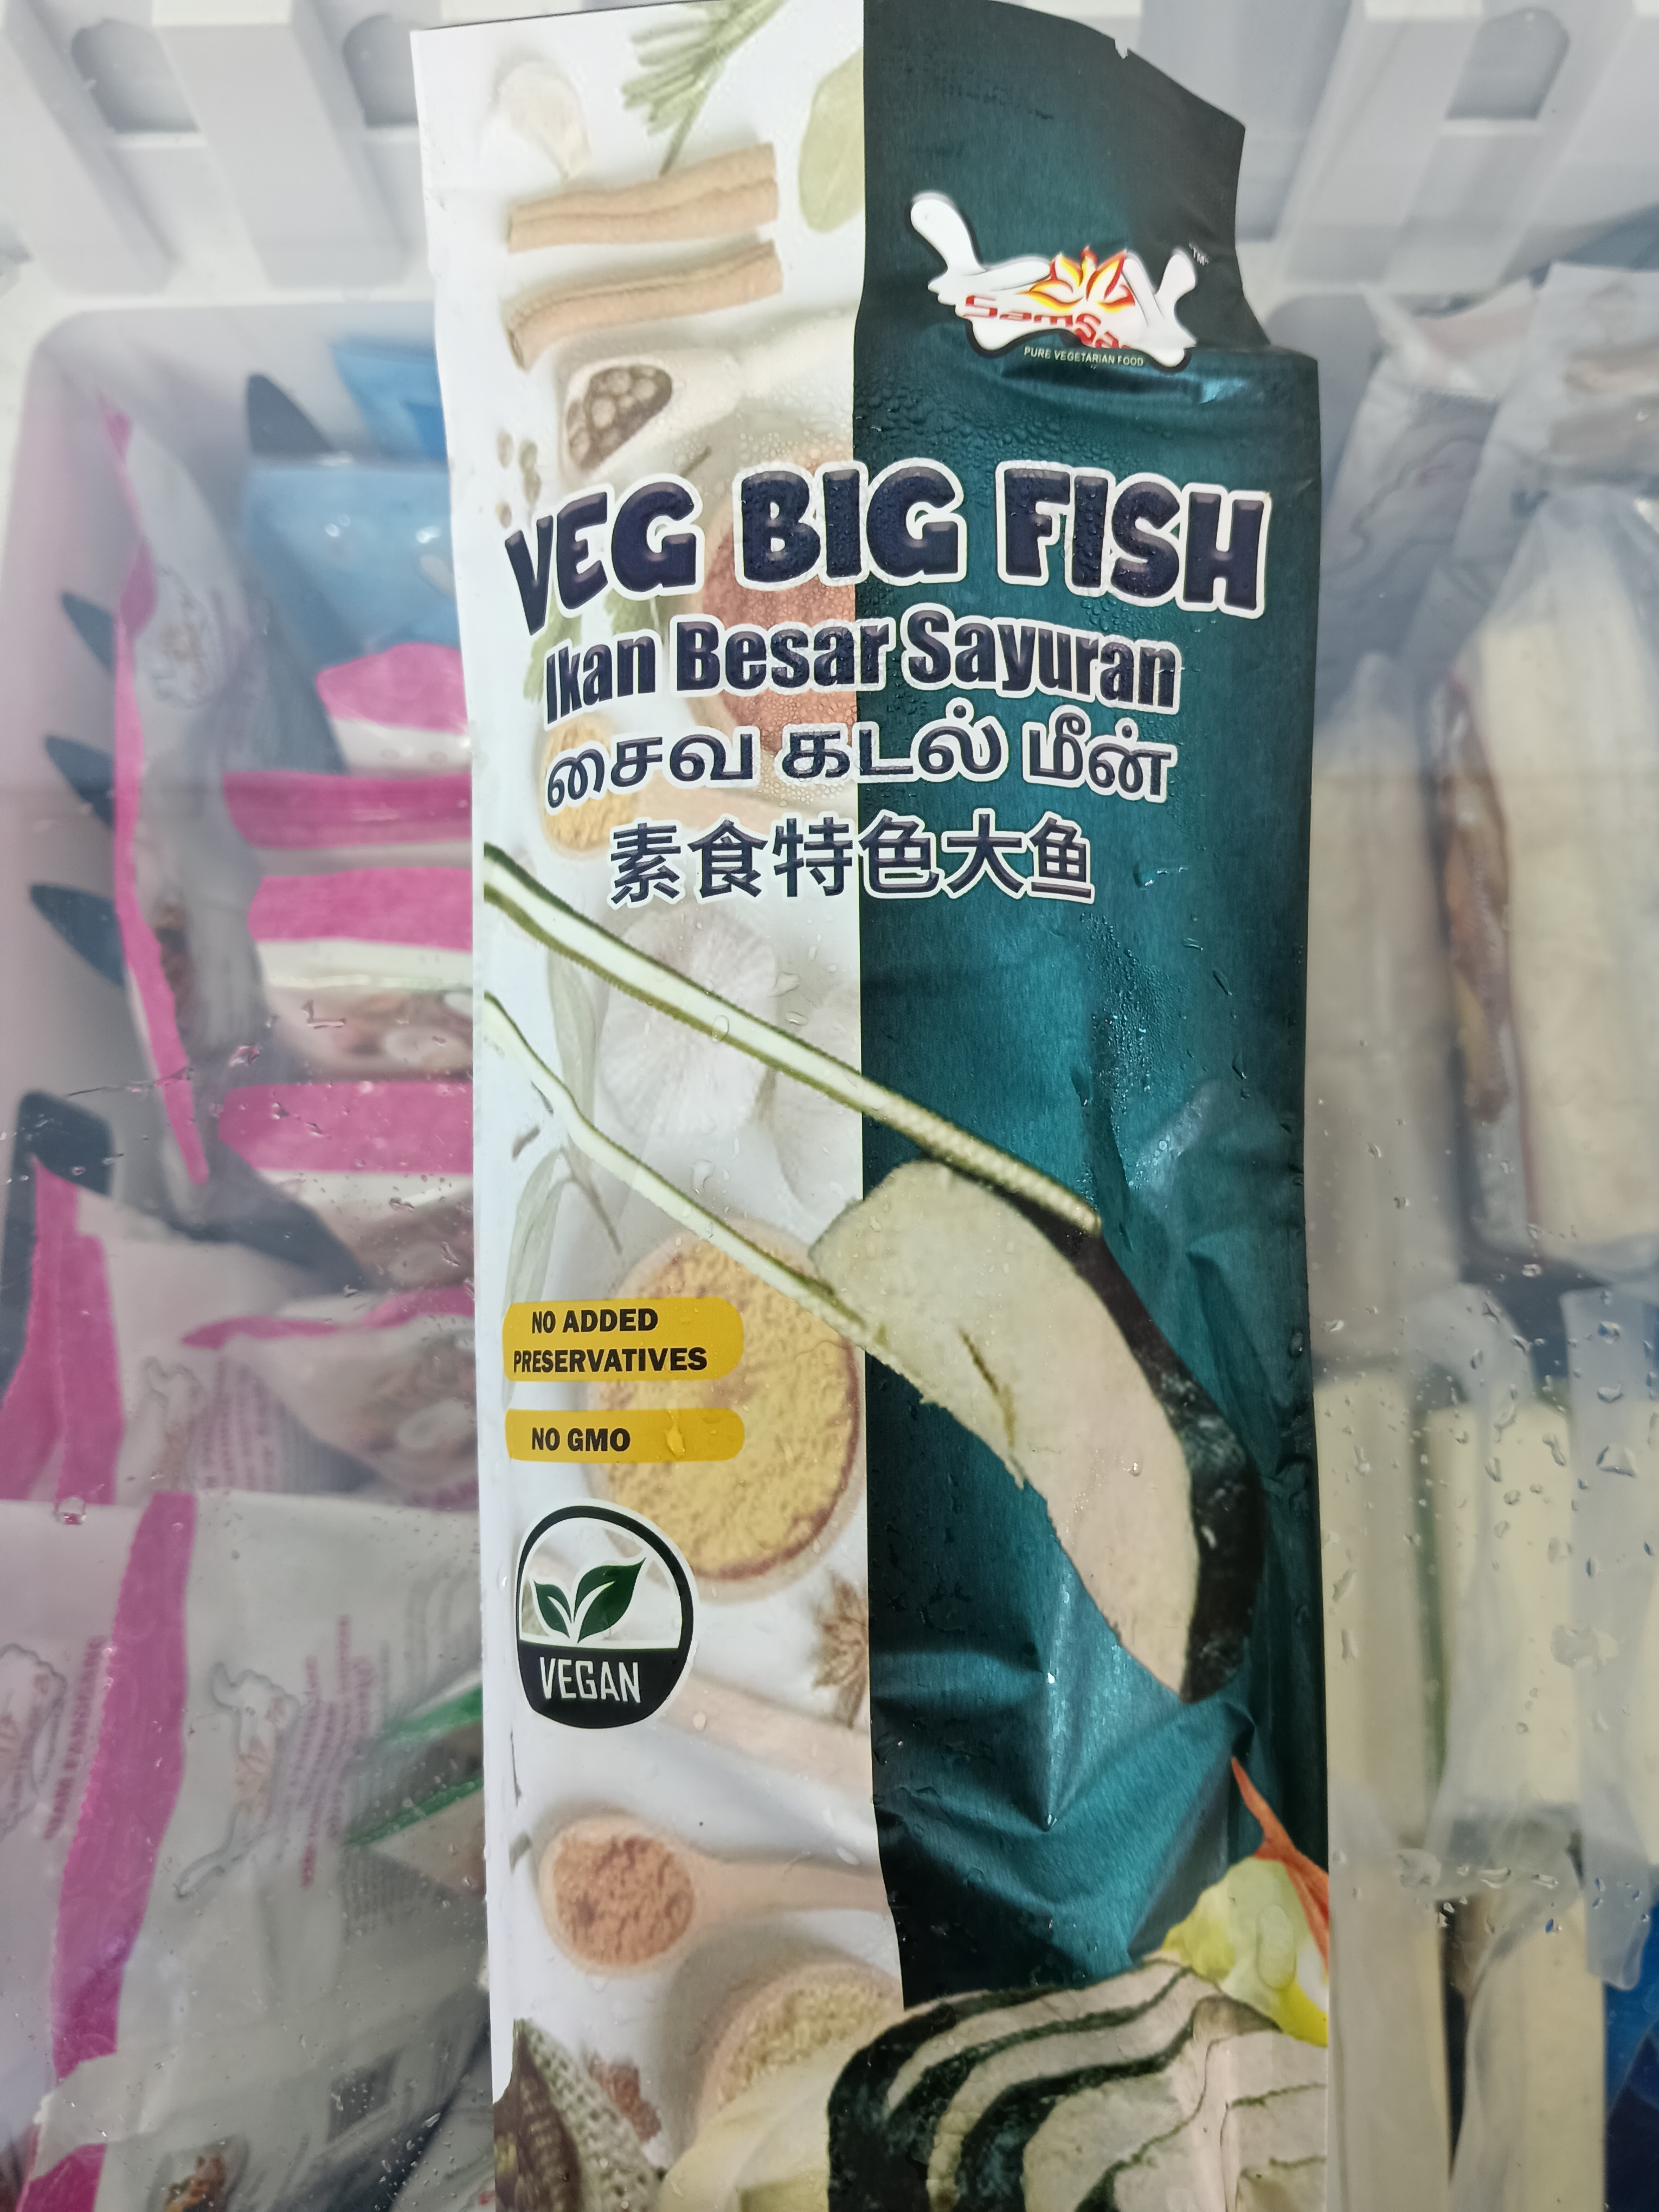 TM
PURE VEGETARIAN FOOD
VEG BIG FISH
Ikan Besar Sayuran
சைவ கடல் மீன்
素食特色大鱼
NO ADDED
PRESERVATIVES
NO GMO
VEGAN